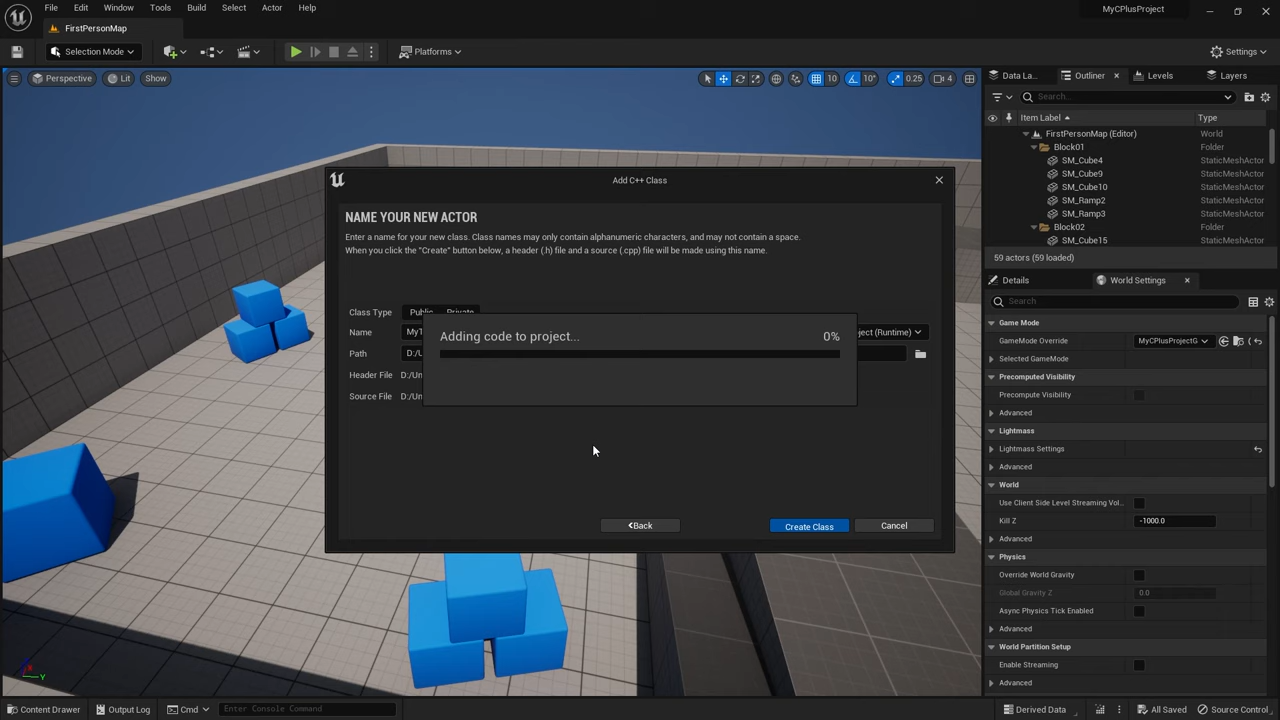 File Edit Window Tools Build Select Actor Help MyCPlusProject
FirstPersonMap
Selection Mode Platforms Settings
Perspective Lit Show 10 10° 0.25 4
Data La... Outliner Levels Layers
Search...
Item Label Type
FirstPersonMap (Editor) World
Block01 Folder
SM_Cube4 StaticMeshActor
SM_Cube9 StaticMeshActor
SM_Cube10 StaticMeshActor
SM_Ramp2 StaticMeshActor
SM_Ramp3 StaticMeshActor
Block02 Folder
SM_Cube15 StaticMeshActor
59 actors (59 loaded)
Details World Settings
Search
Game Mode
GameMode Override MyCPlusProjectG
Selected GameMode
Precomputed Visibility
Precompute Visibility
Advanced
Lightmass
Lightmass Settings
Advanced
World
Use Client Side Level Streaming Vol...
Kill Z -1000.0
Advanced
Physics
Override World Gravity
Global Gravity Z 0.0
Async Physics Tick Enabled
Advanced
World Partition Setup
Enable Streaming
Advanced
Add C++ Class
NAME YOUR NEW ACTOR
Enter a name for your new class. Class names may only contain alphanumeric characters, and may not contain a space.
When you click the "Create" button below, a header (.h) file and a source (.cpp) file will be made using this name.
Class Type Public Private
Name MyT ject (Runtime)
Path D:/U
Header File D:/Un
Source File D:/Un
Adding code to project... 0%
Back Create Class Cancel
Content Drawer Output Log Cmd Enter Console Command Derived Data All Saved Source Control